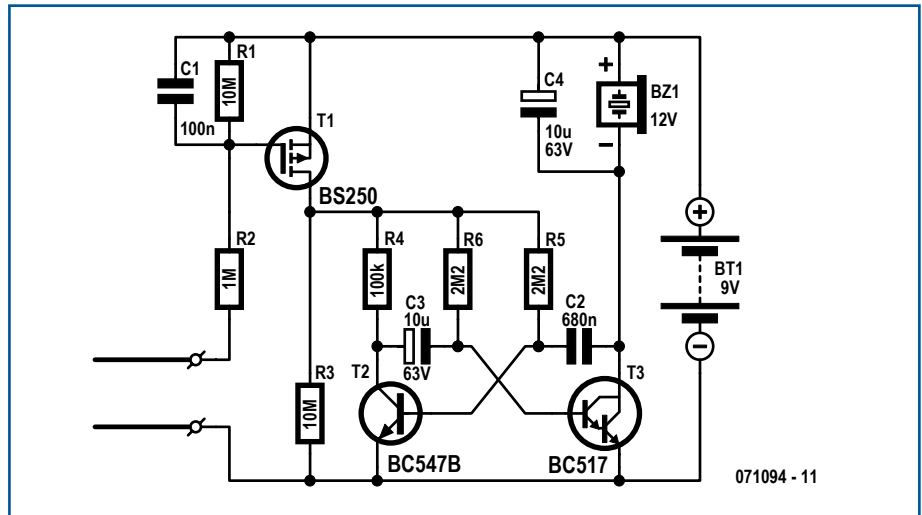 C1
100n
R1
10M
T1
BS250
R2
1M
R3
10M
R4
100k
C3
10u
63V
R6
2M2
R5
2M2
C2
680n
T2
BC547B
T3
BC517
C4
10u
63V
+
BZ1
12V
−
+
BT1
9V
−
071094 - 11